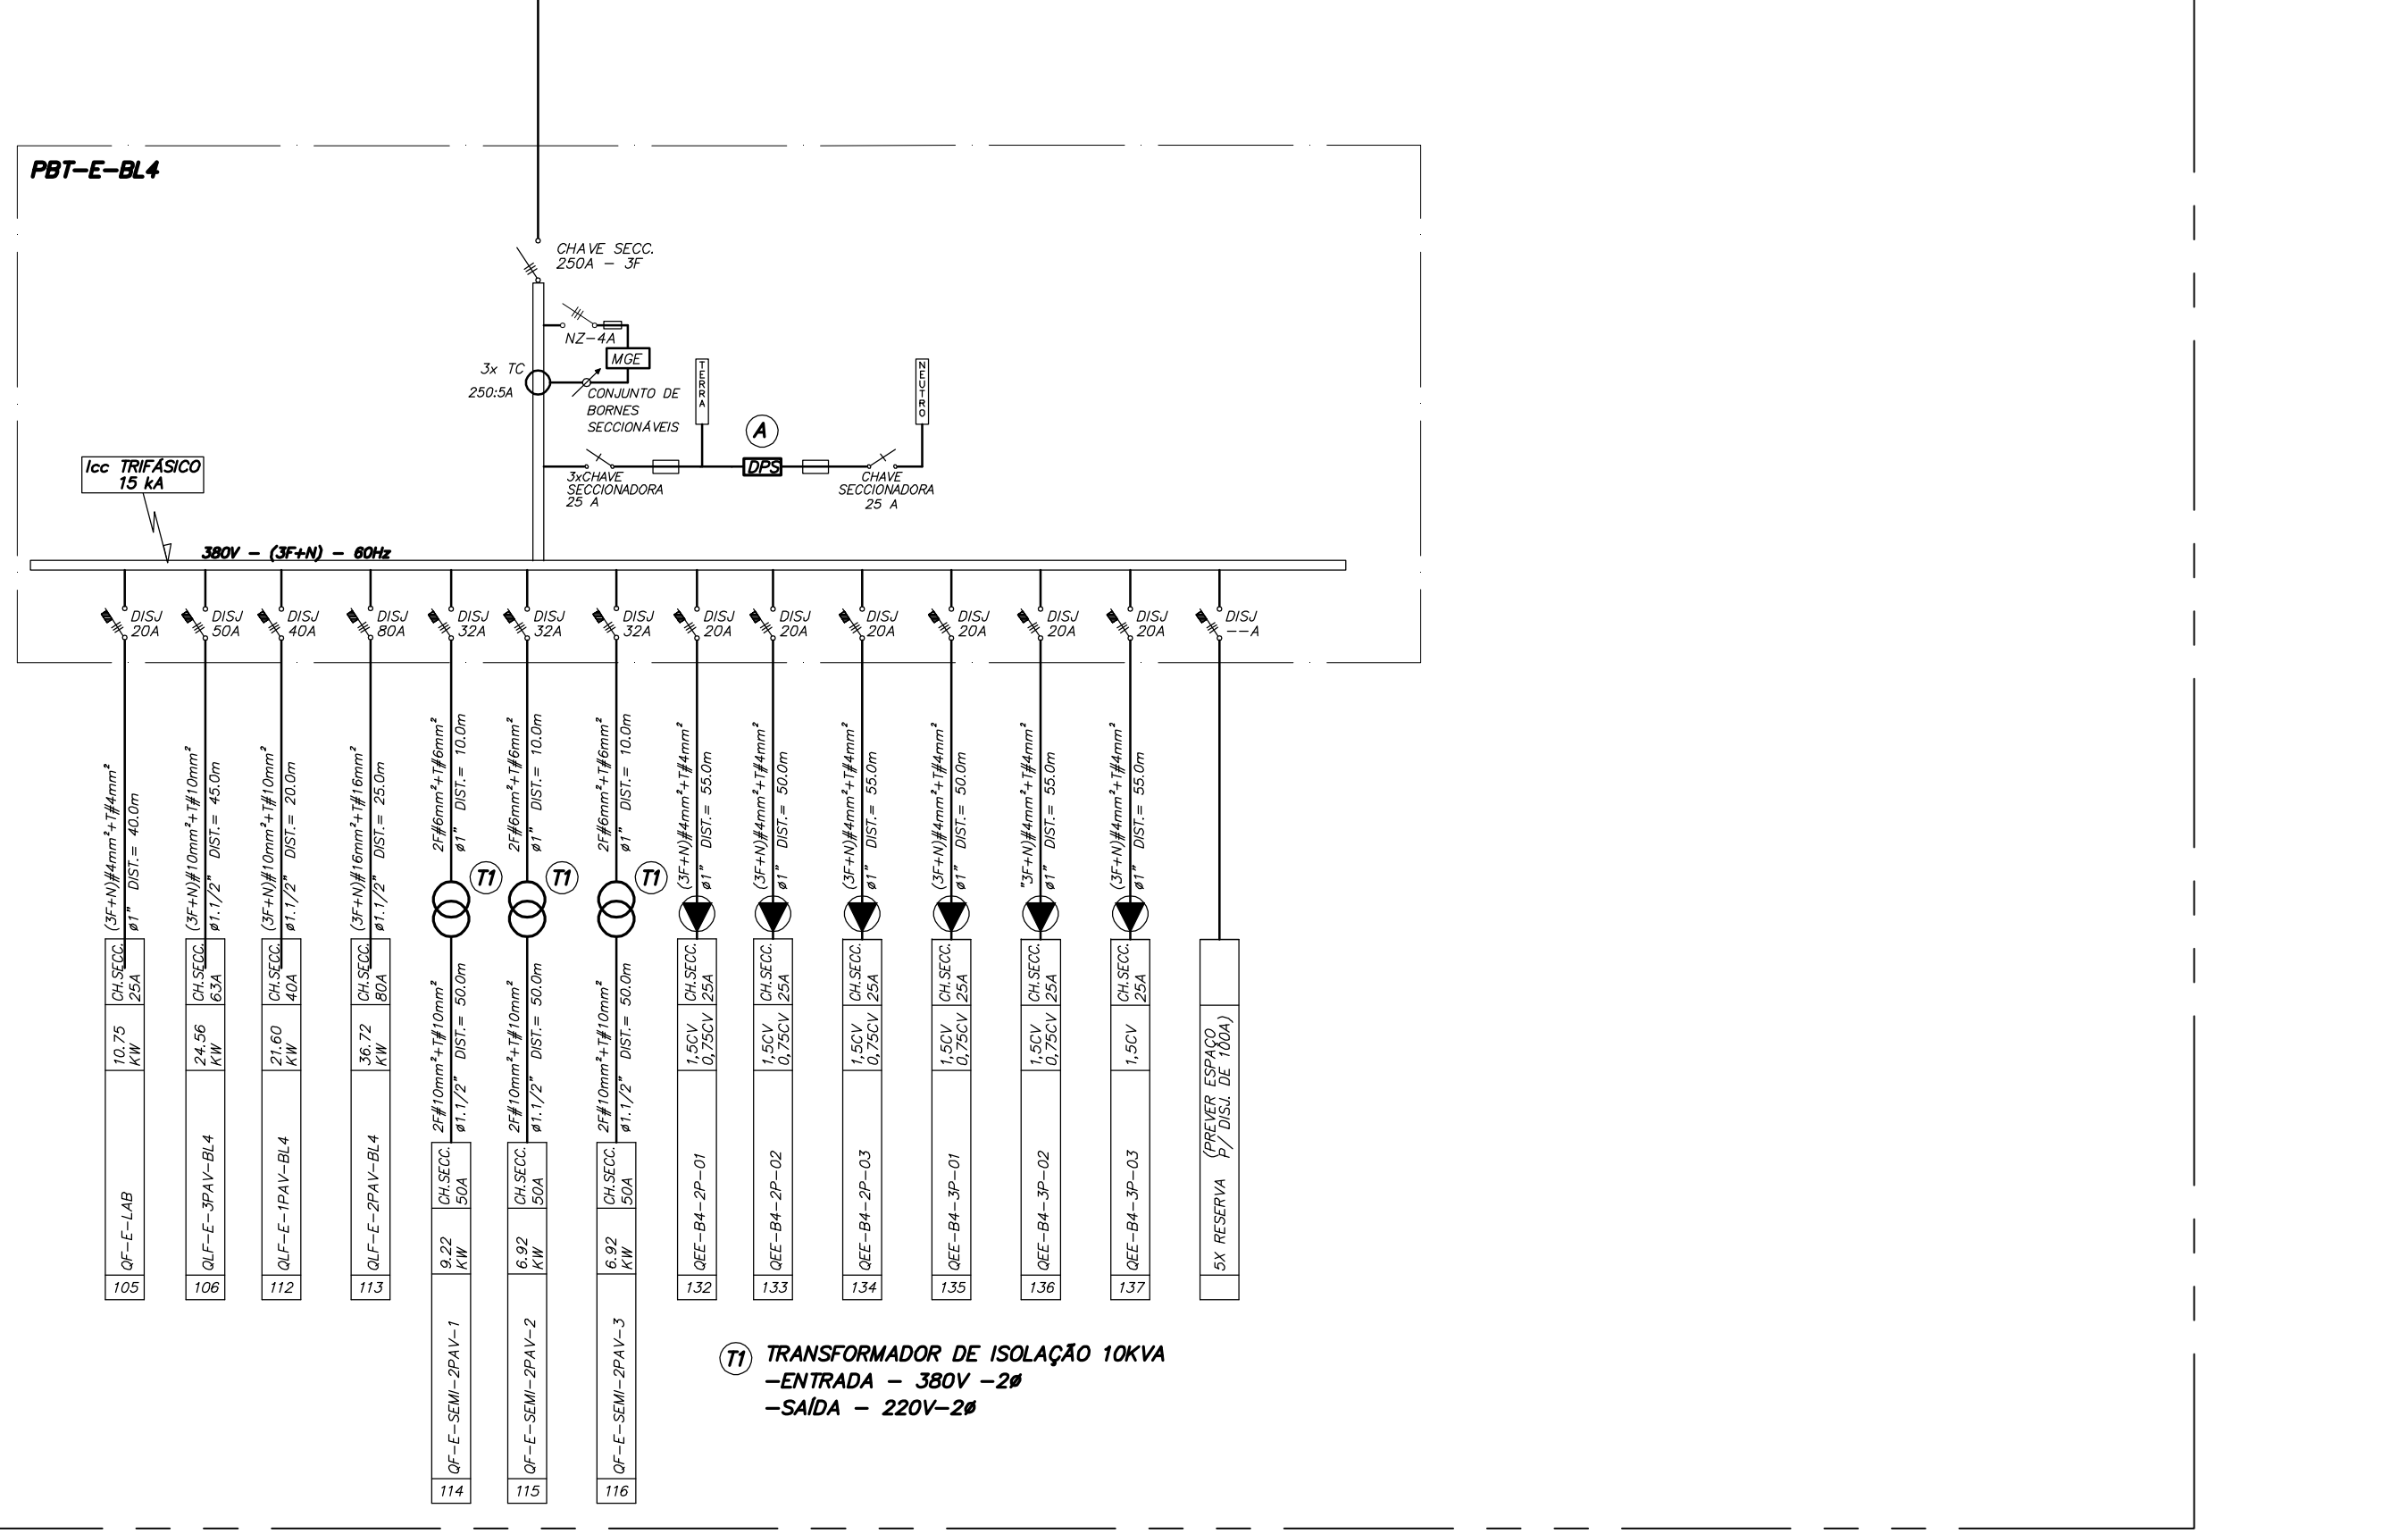 PBT-E-BL4
CHAVE SECC.
250A - 3F
NZ-4A
MGE
3x TC
250:5A
CONJUNTO DE
BORNES
SECCIONÁVEIS
TERRA
A
NEUTRO
DPS
3xCHAVE
SECCIONADORA
25 A
CHAVE
SECCIONADORA
25 A
Icc TRIFÁSICO
15 kA
380V - (3F+N) - 60Hz
DISJ
20A
DISJ
50A
DISJ
40A
DISJ
80A
DISJ
32A
DISJ
32A
DISJ
32A
DISJ
20A
DISJ
20A
DISJ
20A
DISJ
20A
DISJ
20A
DISJ
20A
DISJ
--A
(3F+N)#4mm²+T#4mm²
ø1" DIST.= 40.0m
CH.SECC.
25A
10.75
KW
QF-E-LAB
105
(3F+N)#10mm²+T#10mm²
ø1.1/2" DIST.= 45.0m
CH.SECC.
63A
24.56
KW
QLF-E-3PAV-BL4
106
(3F+N)#10mm²+T#10mm²
ø1.1/2" DIST.= 20.0m
CH.SECC.
40A
21.60
KW
QLF-E-1PAV-BL4
112
(3F+N)#16mm²+T#16mm²
ø1.1/2" DIST.= 25.0m
CH.SECC.
80A
36.72
KW
QLF-E-2PAV-BL4
113
2F#6mm²+T#6mm²
ø1" DIST.= 10.0m
T1
2F#10mm²+T#10mm²
ø1.1/2" DIST.= 50.0m
CH.SECC.
50A
9.22
KW
QF-E-SEMI-2PAV-1
114
2F#6mm²+T#6mm²
ø1" DIST.= 10.0m
T1
2F#10mm²+T#10mm²
ø1.1/2" DIST.= 50.0m
CH.SECC.
50A
6.92
KW
QF-E-SEMI-2PAV-2
115
2F#6mm²+T#6mm²
ø1" DIST.= 10.0m
T1
2F#10mm²+T#10mm²
ø1.1/2" DIST.= 50.0m
CH.SECC.
50A
6.92
KW
QF-E-SEMI-2PAV-3
116
(3F+N)#4mm²+T#4mm²
ø1" DIST.= 55.0m
CH.SECC.
25A
1,5CV
0,75CV
QEE-B4-2P-01
132
(3F+N)#4mm²+T#4mm²
ø1" DIST.= 50.0m
CH.SECC.
25A
1,5CV
0,75CV
QEE-B4-2P-02
133
(3F+N)#4mm²+T#4mm²
ø1" DIST.= 55.0m
CH.SECC.
25A
1,5CV
0,75CV
QEE-B4-2P-03
134
(3F+N)#4mm²+T#4mm²
ø1" DIST.= 50.0m
CH.SECC.
25A
1,5CV
0,75CV
QEE-B4-3P-01
135
"3F+N)#4mm²+T#4mm²
ø1" DIST.= 55.0m
CH.SECC.
25A
1,5CV
0,75CV
QEE-B4-3P-02
136
(3F+N)#4mm²+T#4mm²
ø1" DIST.= 55.0m
CH.SECC.
25A
1,5CV
QEE-B4-3P-03
137
(PREVER ESPAÇO
5X RESERVA P/ DISJ. DE 100A)
T1 TRANSFORMADOR DE ISOLAÇÃO 10KVA
-ENTRADA - 380V -2ø
-SAÍDA - 220V-2ø